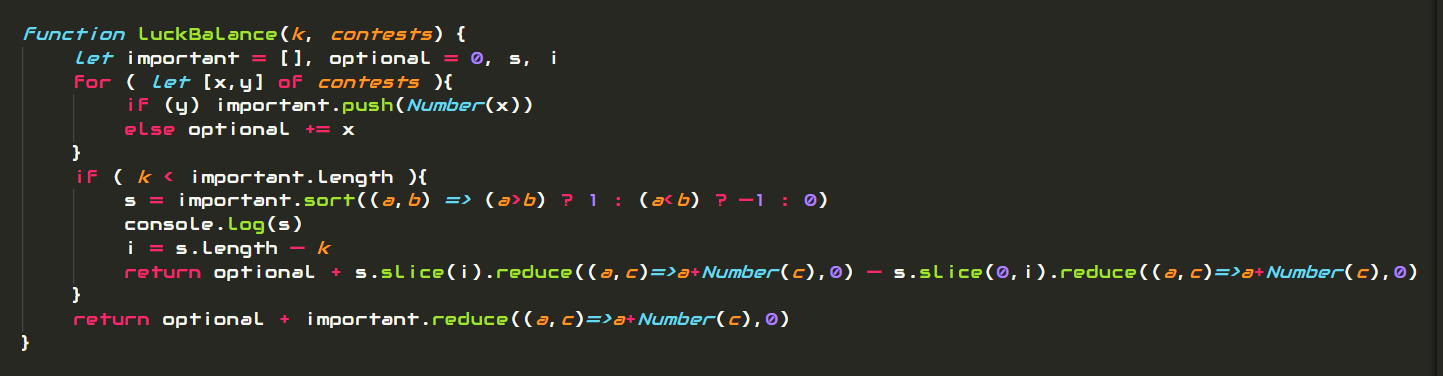 function luckBalance(k, contests) {
    let important = [], optional = 0, s, i
    for ( let [x,y] of contests ){
        if (y) important.push(Number(x))
        else optional += x
    }
    if ( k < important.length ){
        s = important.sort((a,b) => (a>b) ? 1 : (a<b) ? -1 : 0)
        console.log(s)
        i = s.length - k
        return optional + s.slice(i).reduce((a,c)=>a+Number(c),0) - s.slice(0,i).reduce((a,c)=>a+Number(c),0)
    }
    return optional + important.reduce((a,c)=>a+Number(c),0)
}